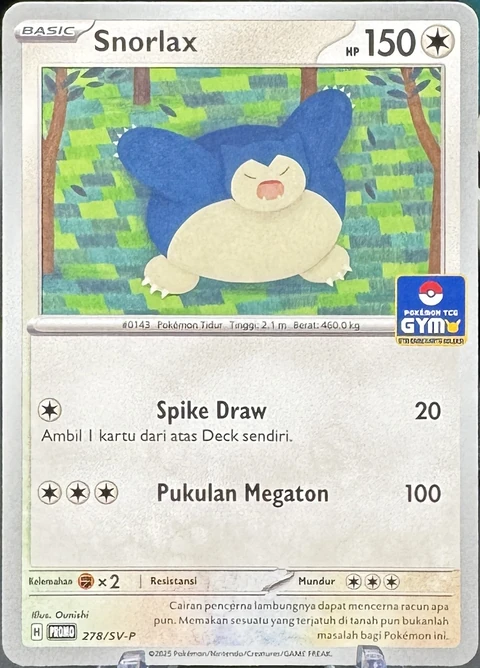 BASIC
Snorlax
HP 150
#0143 Pokémon Tidur Tinggi: 2.1 m Berat: 460.0 kg
POKÉMON TCG
GYM
Spike Draw 20
Ambil 1 kartu dari atas Deck sendiri.
Pukulan Megaton 100
Kelemahan ×2 Resistansi Mundur
Illus. Ounishi
Cairan pencerna lambungnya dapat mencerna racun apa
pun. Memakan sesuatu yang terjatuh di tanah pun bukanlah
masalah bagi Pokémon ini.
H PROMO 278/SV-P
©2025 Pokémon/Nintendo/Creatures/GAME FREAK.